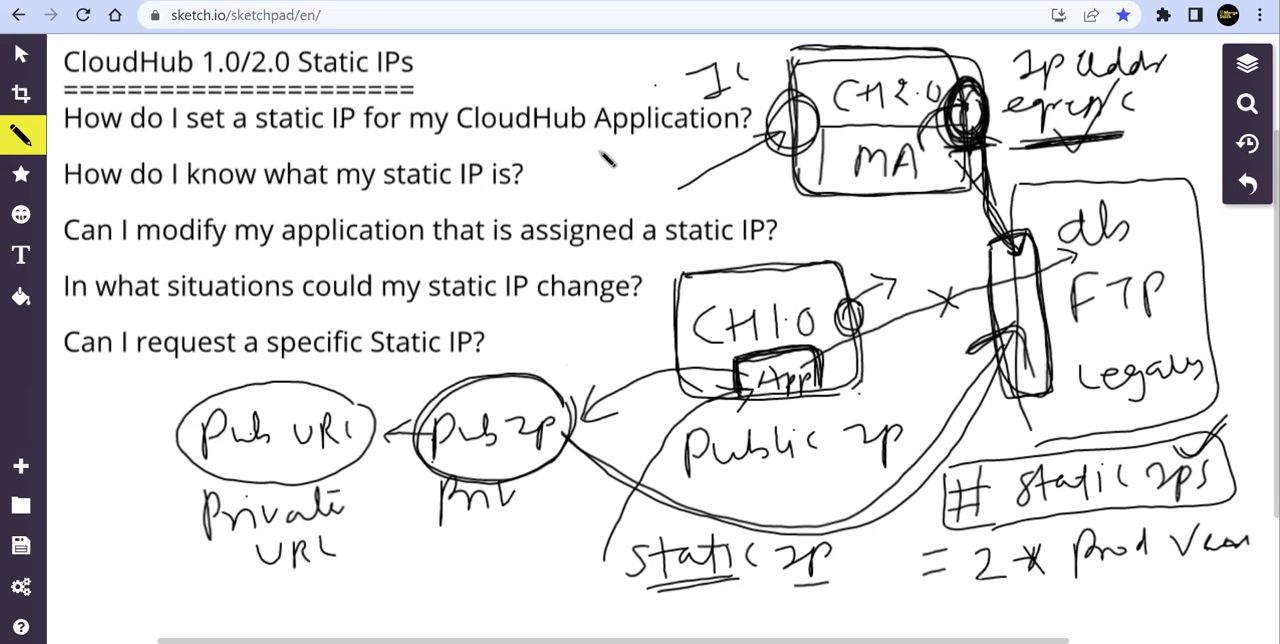 sketch.io/sketchpad/en/
CloudHub 1.0/2.0 Static IPs
======================
How do I set a static IP for my CloudHub Application?
How do I know what my static IP is?
Can I modify my application that is assigned a static IP?
In what situations could my static IP change?
Can I request a specific Static IP?
CH2.0
MA
Ip addr
dbs
FTP
CH1.0
App
Public Ip
Pub URL
Pub Ip
Private
URL
# Static Ips
Static Ip
= 2 * Prod